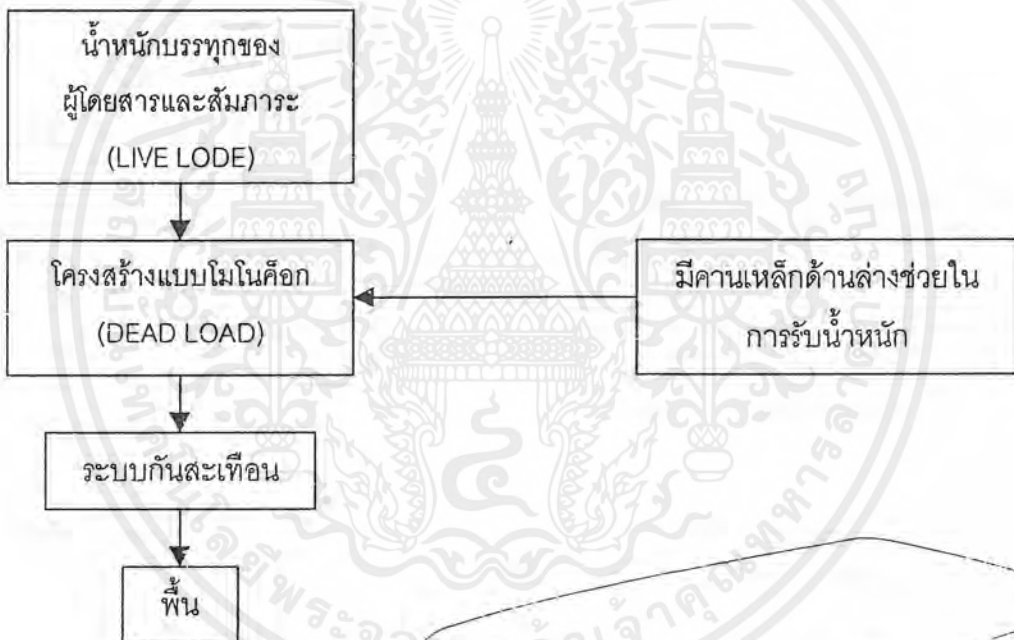 น้ำหนักบรรทุกของ
ผู้โดยสารและสัมภาระ
(LIVE LODE)
โครงสร้างแบบโมโนค็อก
(DEAD LOAD)
มีคานเหล็กด้านล่างช่วยใน
การรับน้ำหนัก
ระบบกันสะเทือน
พื้น